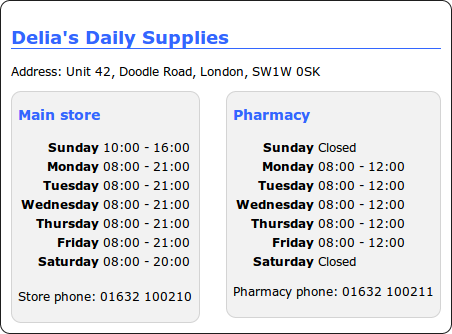 Delia's Daily Supplies
Address: Unit 42, Doodle Road, London, SW1W 0SK
Main store
Sunday 10:00 - 16:00
Monday 08:00 - 21:00
Tuesday 08:00 - 21:00
Wednesday 08:00 - 21:00
Thursday 08:00 - 21:00
Friday 08:00 - 21:00
Saturday 08:00 - 20:00
Store phone: 01632 100210
Pharmacy
Sunday Closed
Monday 08:00 - 12:00
Tuesday 08:00 - 12:00
Wednesday 08:00 - 12:00
Thursday 08:00 - 12:00
Friday 08:00 - 12:00
Saturday Closed
Pharmacy phone: 01632 100211